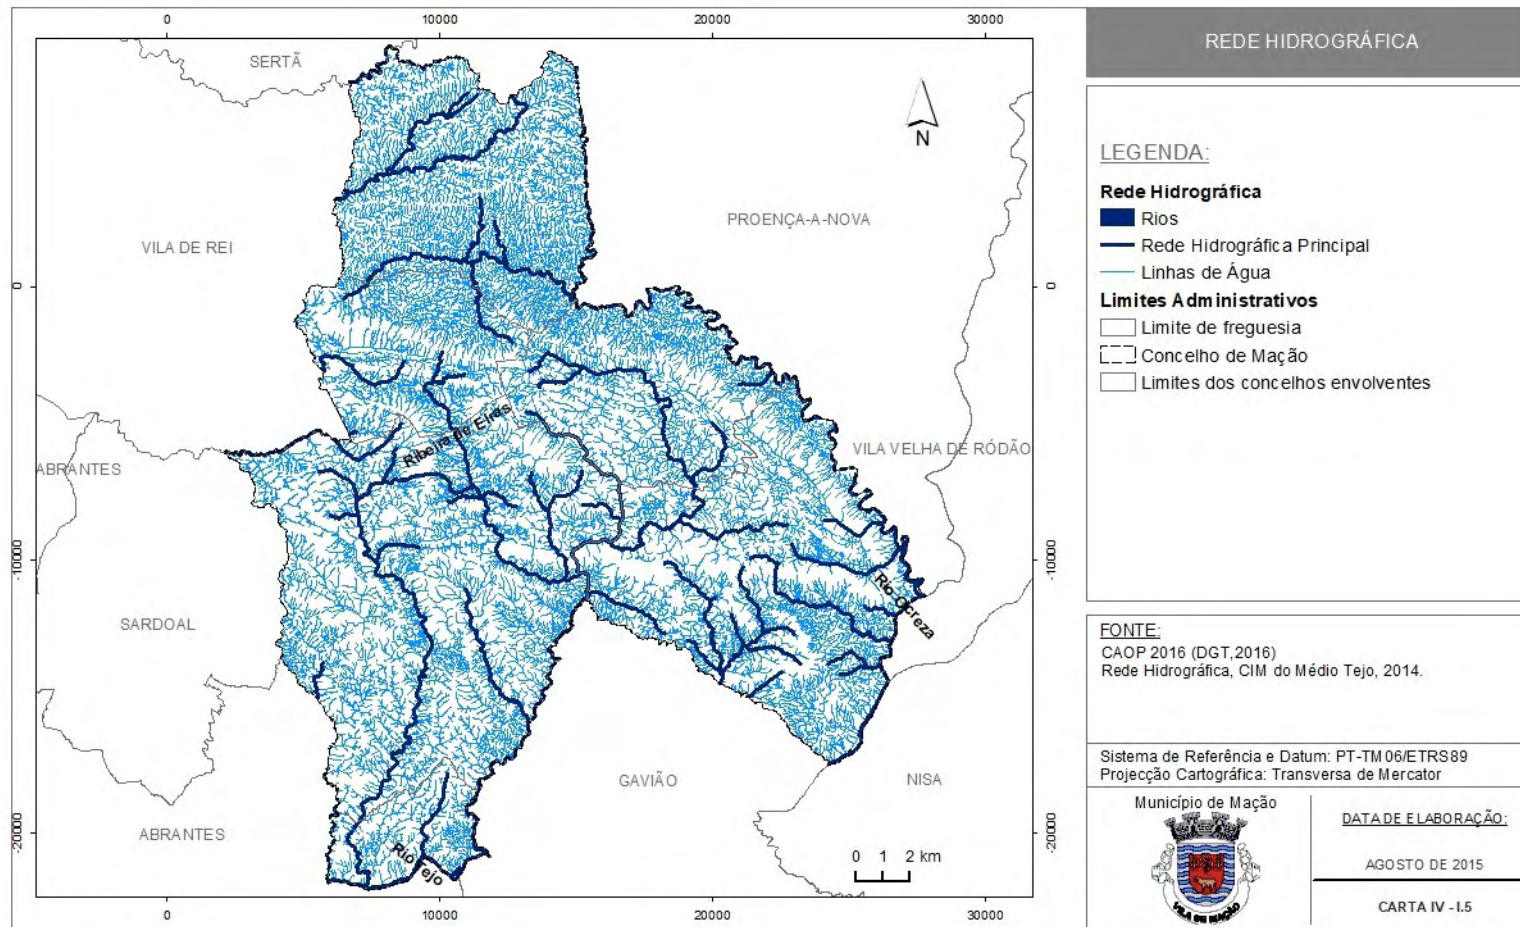 0
10000
20000
30000
SERTÃ
N
PROENÇA-A-NOVA
VILA DE REI
0
0
Ribeira de Eiras
ABRANTES
VILA VELHA DE RÓDÃO
-10000
-10000
Rio Ocreza
SARDOAL
GAVIÃO
NISA
ABRANTES
-20000
-20000
Rio Tejo
0 1 2 km
0
10000
20000
30000
REDE HIDROGRÁFICA
LEGENDA:
Rede Hidrográfica
Rios
Rede Hidrográfica Principal
Linhas de Água
Limites Administrativos
Limite de freguesia
Concelho de Mação
Limites dos concelhos envolventes
FONTE:
CAOP 2016 (DGT,2016)
Rede Hidrográfica, CIM do Médio Tejo, 2014.
Sistema de Referência e Datum: PT-TM06/ETRS89
Projecção Cartográfica: Transversa de Mercator
Município de Mação
VILA DE MAÇÃO
DATA DE ELABORAÇÃO:
AGOSTO DE 2015
CARTA IV - I.5